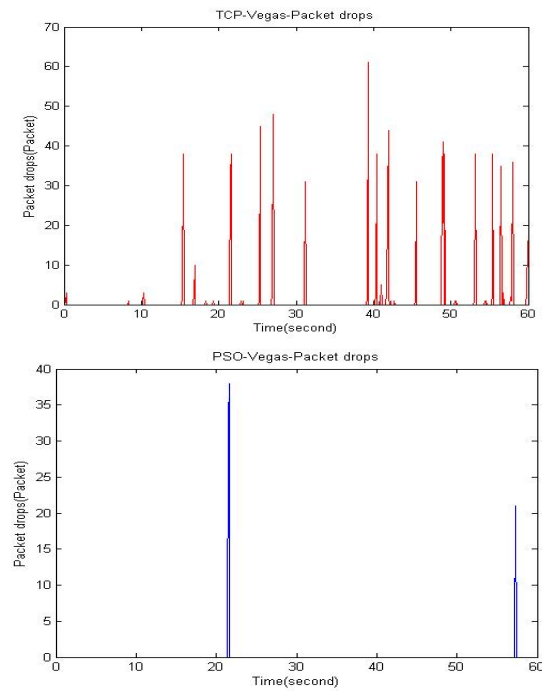 TCP-Vegas-Packet drops
70
60
50
40
30
20
10
0
Packet drops(Packet)
0 10 20 30 40 50 60
Time(second)
PSO-Vegas-Packet drops
40
35
30
25
20
15
10
5
0
Packet drops(Packet)
0 10 20 30 40 50 60
Time(second)